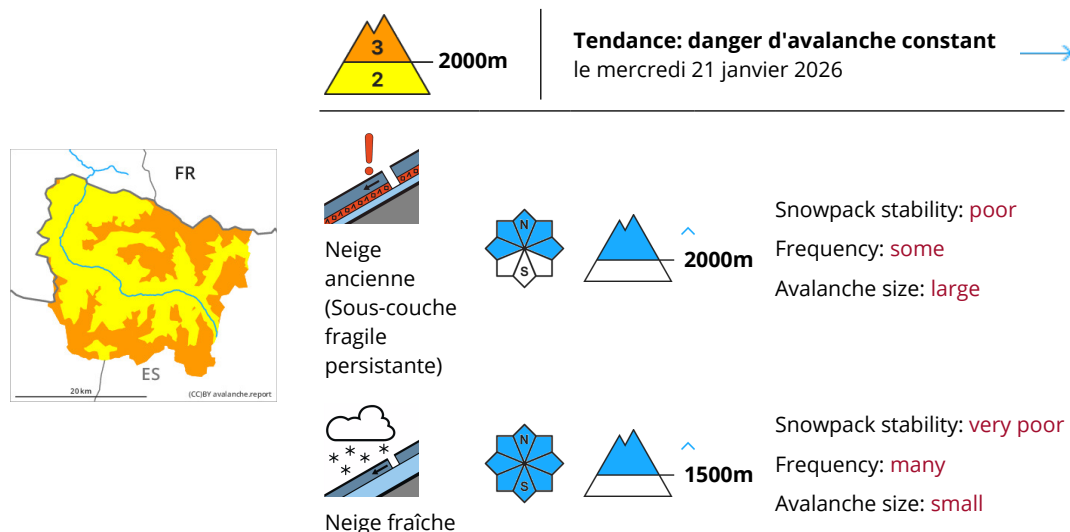 3
2
2000m
Tendance: danger d'avalanche constant
le mercredi 21 janvier 2026
FR
ES
20 km
(CC)BY avalanche.report
Neige
ancienne
(Sous-couche
fragile
persistante)
N
S
2000m
Snowpack stability: poor
Frequency: some
Avalanche size: large
Neige fraîche
N
S
1500m
Snowpack stability: very poor
Frequency: many
Avalanche size: small